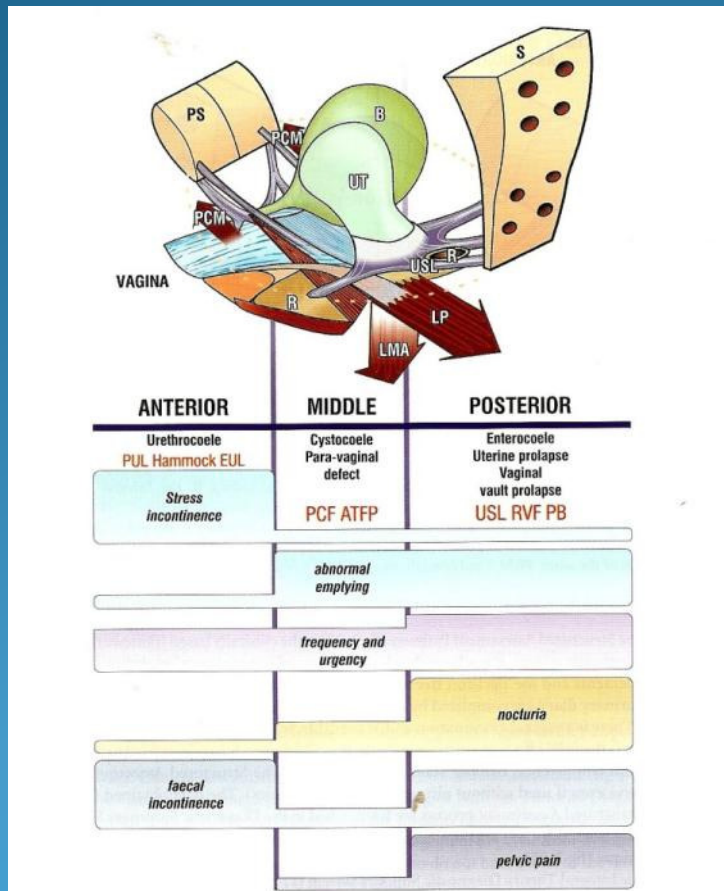 S
PS
B
PCM
UT
PCM
R
USL
VAGINA
R
LP
LMA
ANTERIOR
MIDDLE
POSTERIOR
Urethrocoele
PUL Hammock EUL
Cystocoele
Para-vaginal
defect
PCF ATFP
Enterocoele
Uterine prolapse
Vaginal
vault prolapse
USL RVF PB
Stress
incontinence
abnormal
emptying
frequency and
urgency
nocturia
faecal
incontinence
pelvic pain